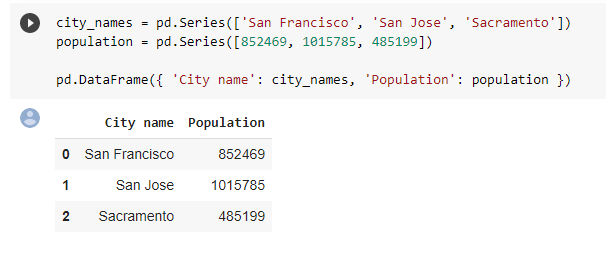 city_names = pd.Series(['San Francisco', 'San Jose', 'Sacramento'])
population = pd.Series([852469, 1015785, 485199])
pd.DataFrame({ 'City name': city_names, 'Population': population })
City name Population
0 San Francisco 852469
1 San Jose 1015785
2 Sacramento 485199